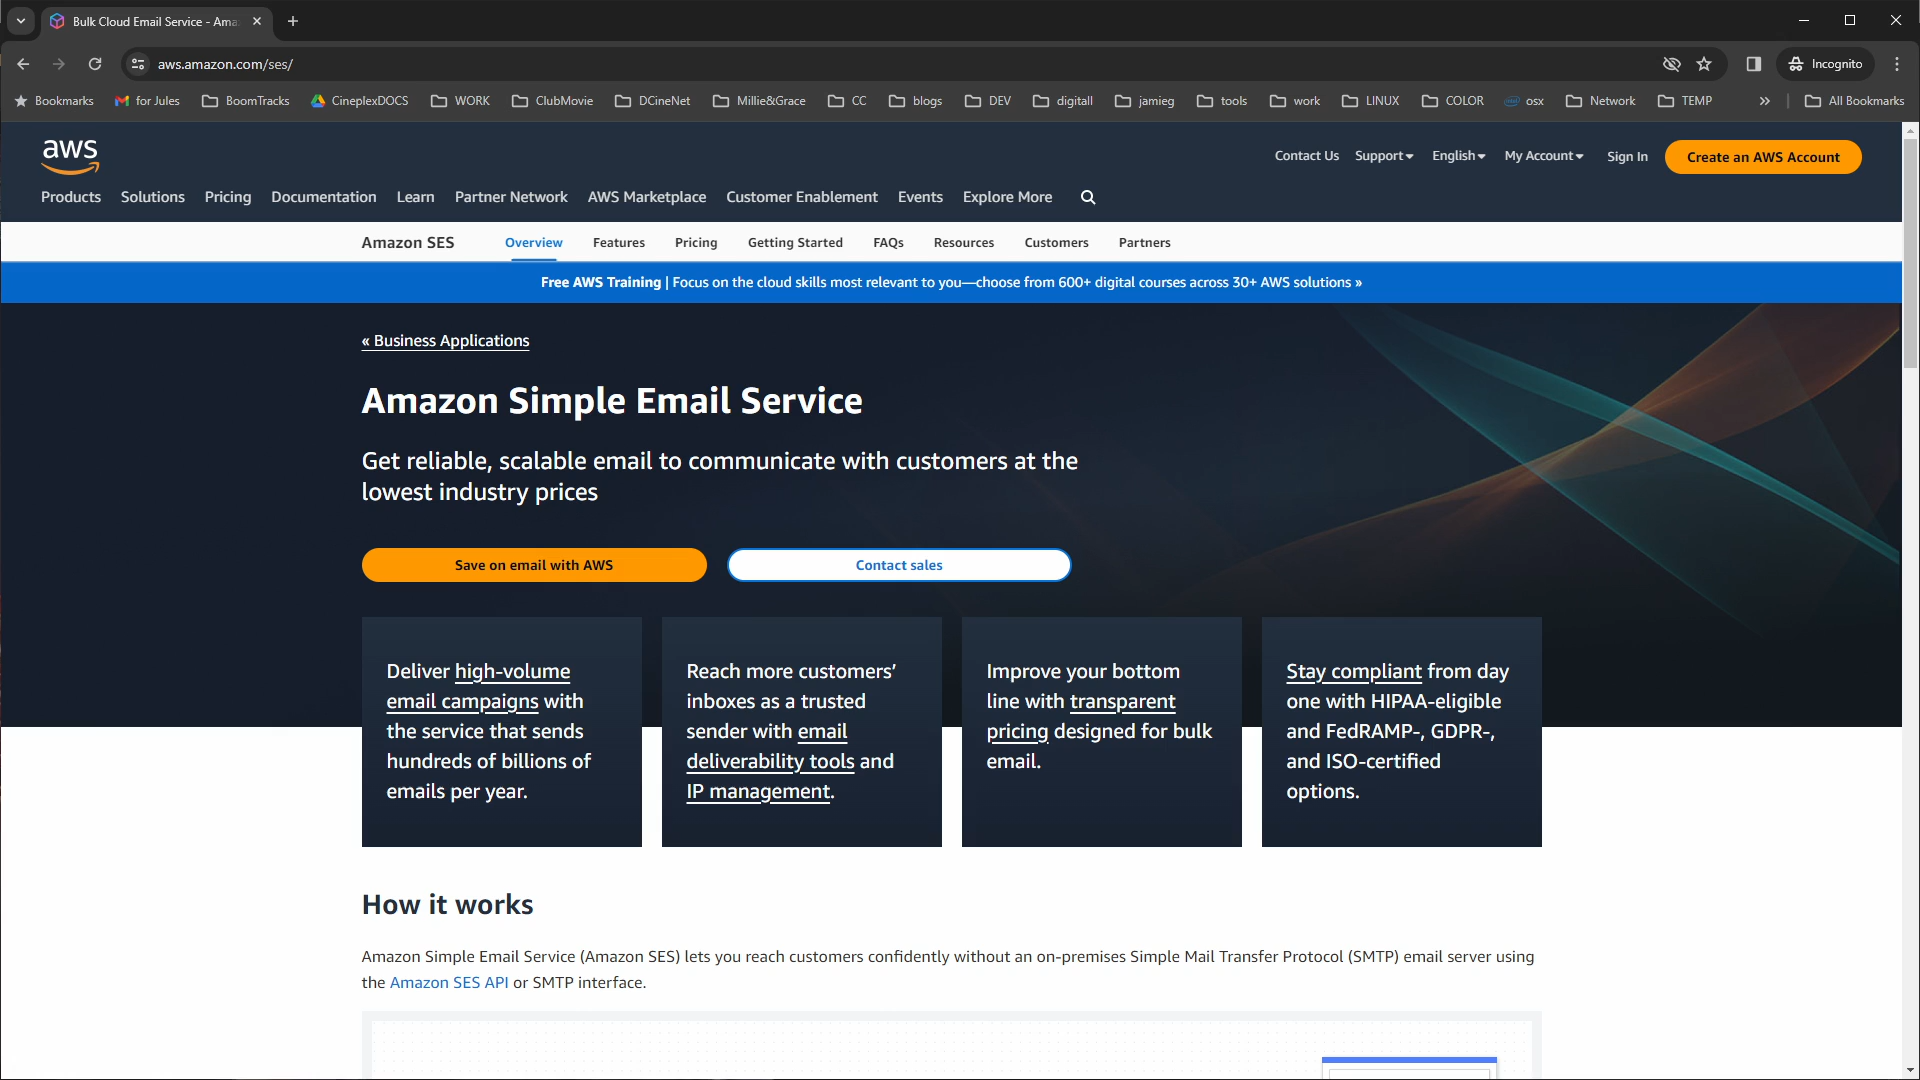 Bulk Cloud Email Service - Ama
aws.amazon.com/ses/
Incognito
Bookmarks for Jules BoomTracks CineplexDOCS WORK ClubMovie DCineNet Millie&Grace CC blogs DEV digitall jamieg tools work LINUX COLOR osx Network TEMP » All Bookmarks
aws
Contact Us Support English My Account Sign In Create an AWS Account
Products Solutions Pricing Documentation Learn Partner Network AWS Marketplace Customer Enablement Events Explore More
Amazon SES Overview Features Pricing Getting Started FAQs Resources Customers Partners
Free AWS Training | Focus on the cloud skills most relevant to you—choose from 600+ digital courses across 30+ AWS solutions »
« Business Applications
Amazon Simple Email Service
Get reliable, scalable email to communicate with customers at the
lowest industry prices
Save on email with AWS Contact sales
Deliver high-volume
email campaigns with
the service that sends
hundreds of billions of
emails per year.
Reach more customers’
inboxes as a trusted
sender with email
deliverability tools and
IP management.
Improve your bottom
line with transparent
pricing designed for bulk
email.
Stay compliant from day
one with HIPAA-eligible
and FedRAMP-, GDPR-,
and ISO-certified
options.
How it works
Amazon Simple Email Service (Amazon SES) lets you reach customers confidently without an on-premises Simple Mail Transfer Protocol (SMTP) email server using
the Amazon SES API or SMTP interface.